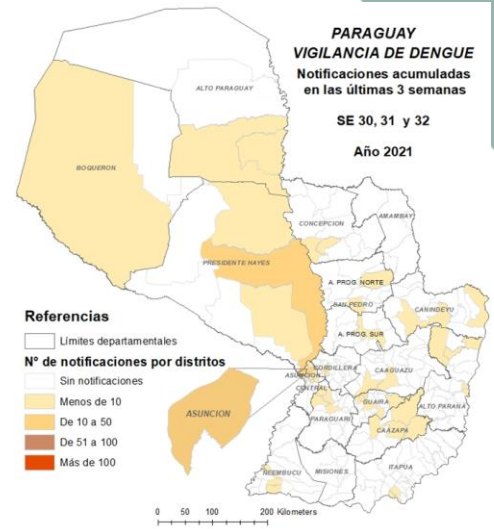 PARAGUAY
VIGILANCIA DE DENGUE
Notificaciones acumuladas
en las últimas 3 semanas
SE 30, 31 y 32
Año 2021
ALTO PARAGUAY
BOQUERON
CONCEPCION
AMAMBAY
PRESIDENTE HAYES
A. PROG. NORTE
SAN PEDRO
CANINDEYU
A. PROG. SUR
ASUNCION
CORDILLERA
CENTRAL
CAAGUAZU
GUAIRA
ALTO PARANA
PARAGUARI
CAAZAPA
ÑEEMBUCU
MISIONES
ITAPUA
ASUNCION
Referencias
Límites departamentales
N° de notificaciones por distritos
Sin notificaciones
Menos de 10
De 10 a 50
De 51 a 100
Más de 100
0 50 100 200 Kilometers